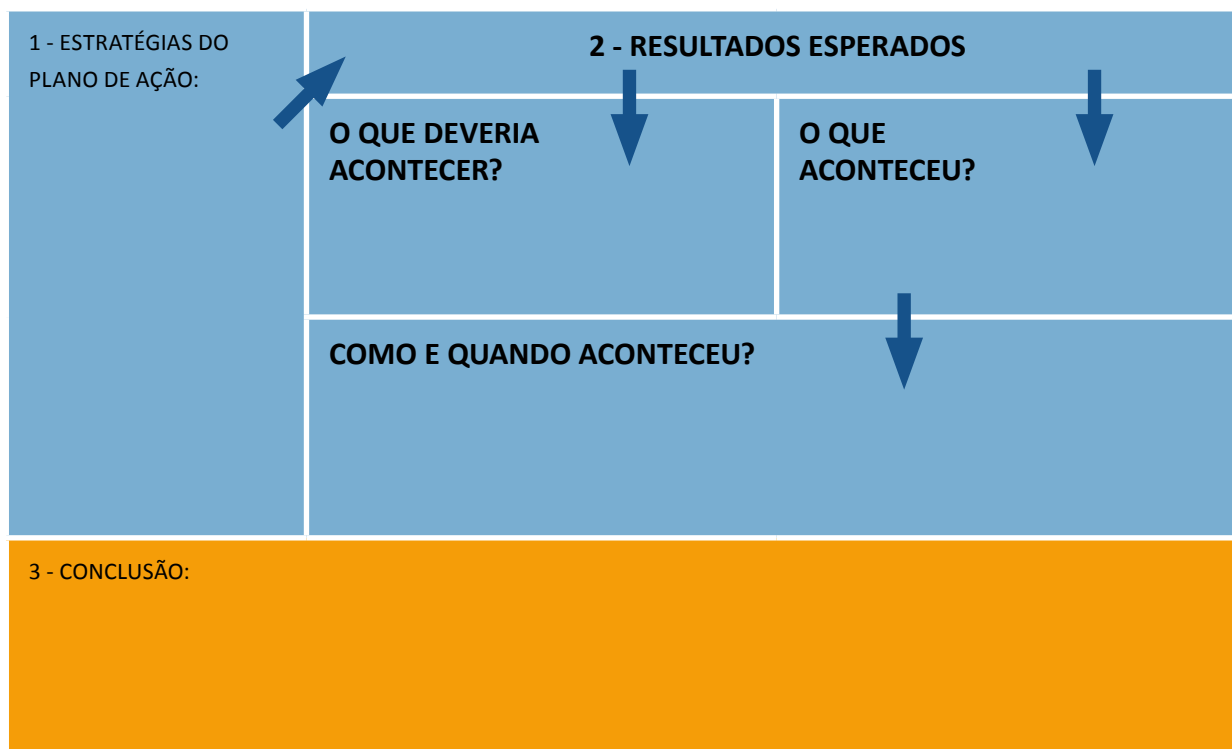 1 - ESTRATÉGIAS DO
PLANO DE AÇÃO:
2 - RESULTADOS ESPERADOS
O QUE DEVERIA
ACONTECER?
O QUE
ACONTECEU?
COMO E QUANDO ACONTECEU?
3 - CONCLUSÃO: